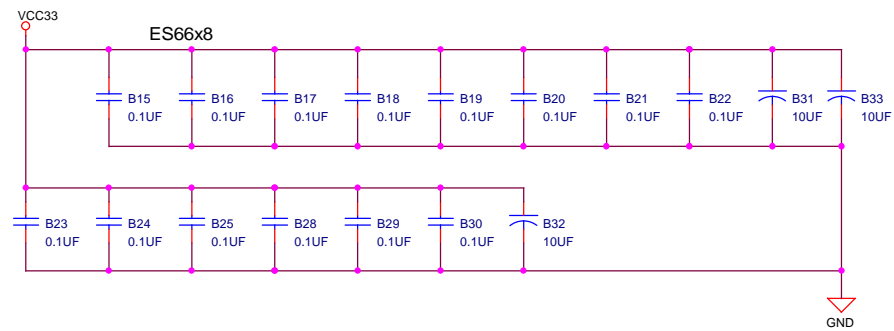 VCC33
ES66x8
B15
0.1UF
B16
0.1UF
B17
0.1UF
B18
0.1UF
B19
0.1UF
B20
0.1UF
B21
0.1UF
B22
0.1UF
B31
10UF
B33
10UF
B23
0.1UF
B24
0.1UF
B25
0.1UF
B28
0.1UF
B29
0.1UF
B30
0.1UF
B32
10UF
GND